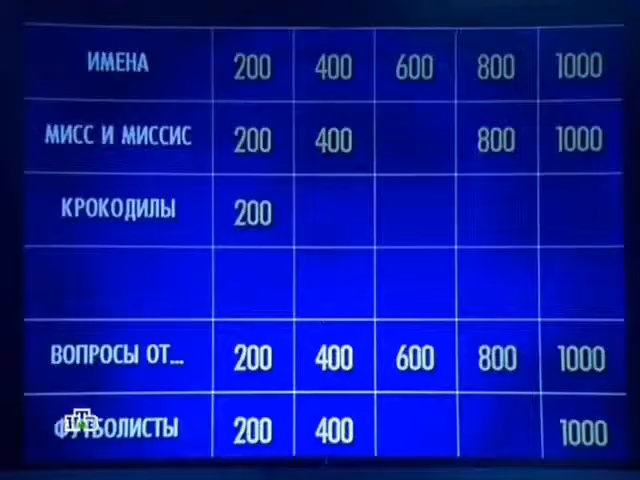 ИМЕНА 200 400 600 800 1000
МИСС И МИССИС 200 400 800 1000
КРОКОДИЛЫ 200
ВОПРОСЫ ОТ... 200 400 600 800 1000
ФУТБОЛИСТЫ 200 400 1000
НТВ